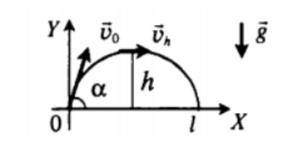 Y v⃗₀ v⃗ₕ g⃗
α h
0 l X